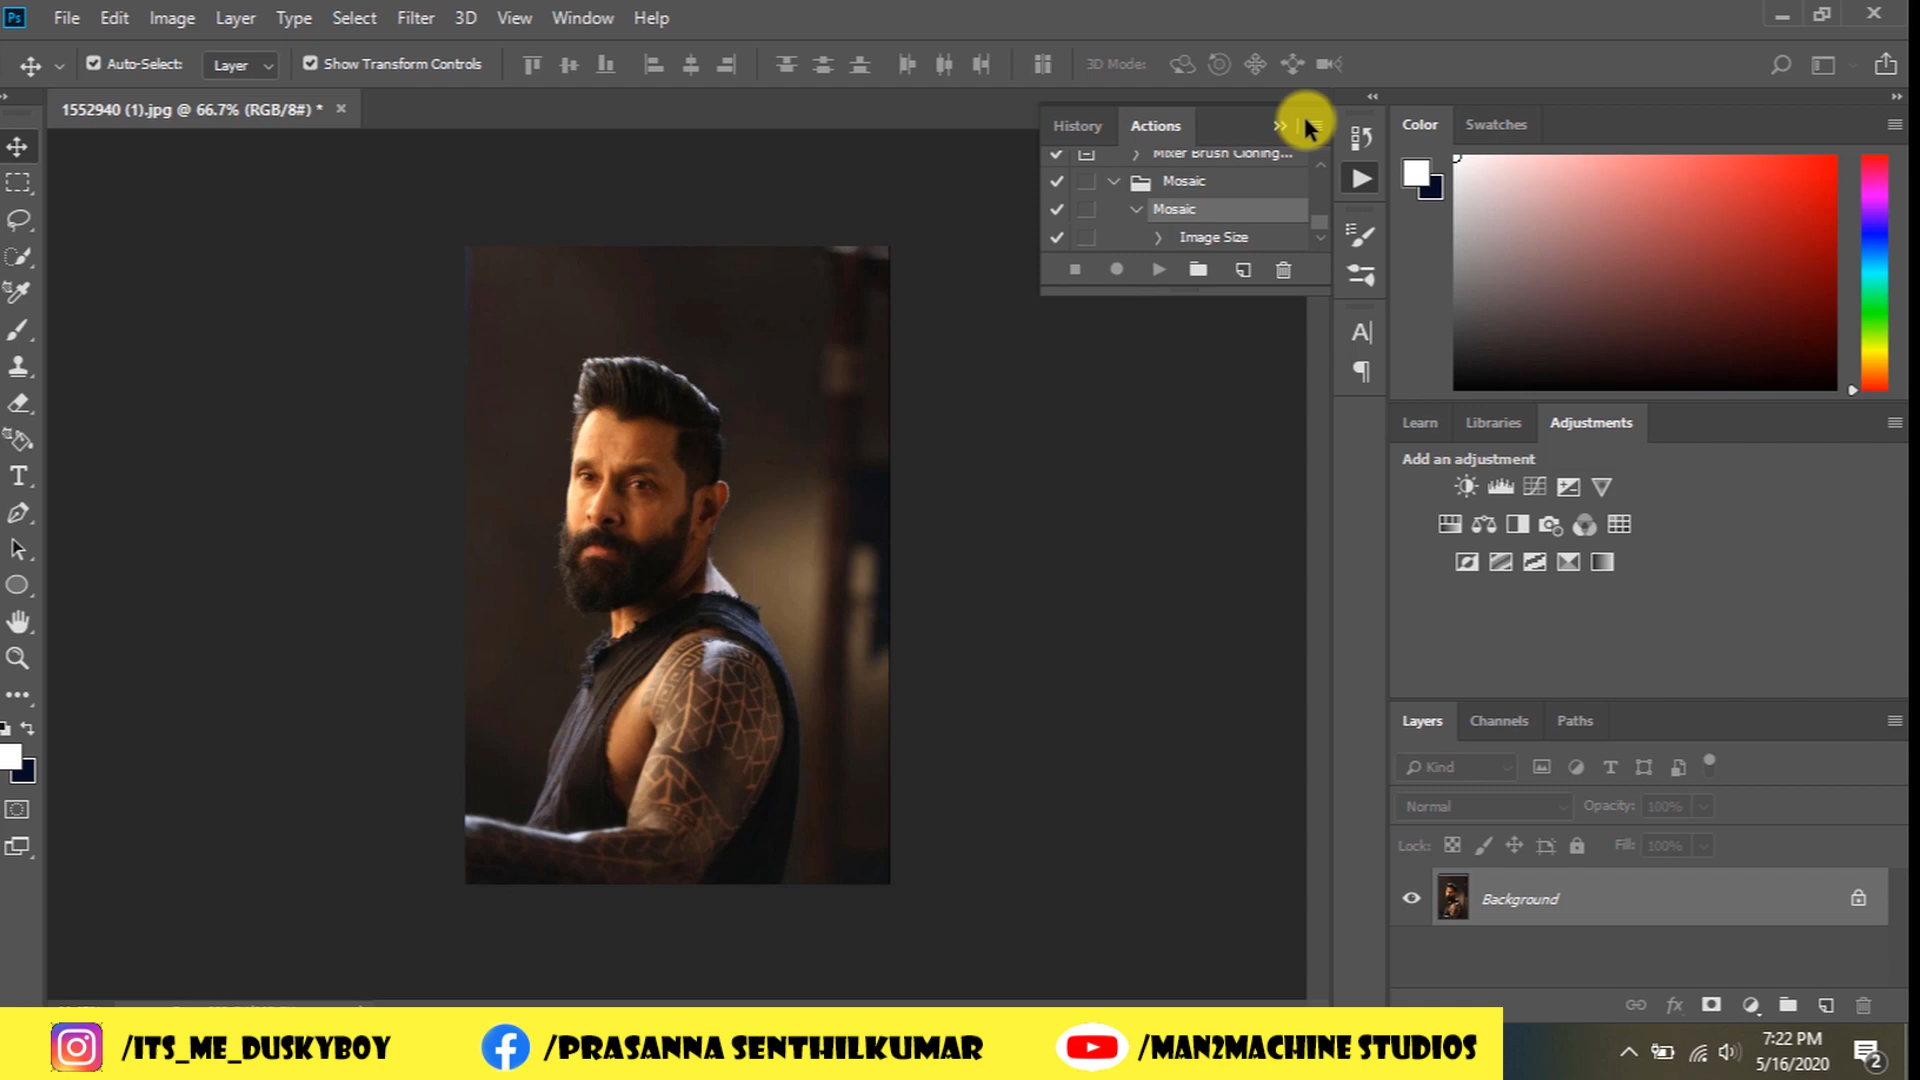 Ps File Edit Image Layer Type Select Filter 3D View Window Help
Auto-Select: Layer Show Transform Controls 3D Mode:
1552940 (1).jpg @ 66.7% (RGB/8#) *
History Actions
Mixer Brush Cloning...
Mosaic
Mosaic
Image Size
Color Swatches
Learn Libraries Adjustments
Add an adjustment
Layers Channels Paths
Kind
Normal Opacity: 100%
Lock: Fill: 100%
Background
/ITS_ME_DUSKYBOY /PRASANNA SENTHILKUMAR /MAN2MACHINE STUDIOS
7:22 PM
5/16/2020
2